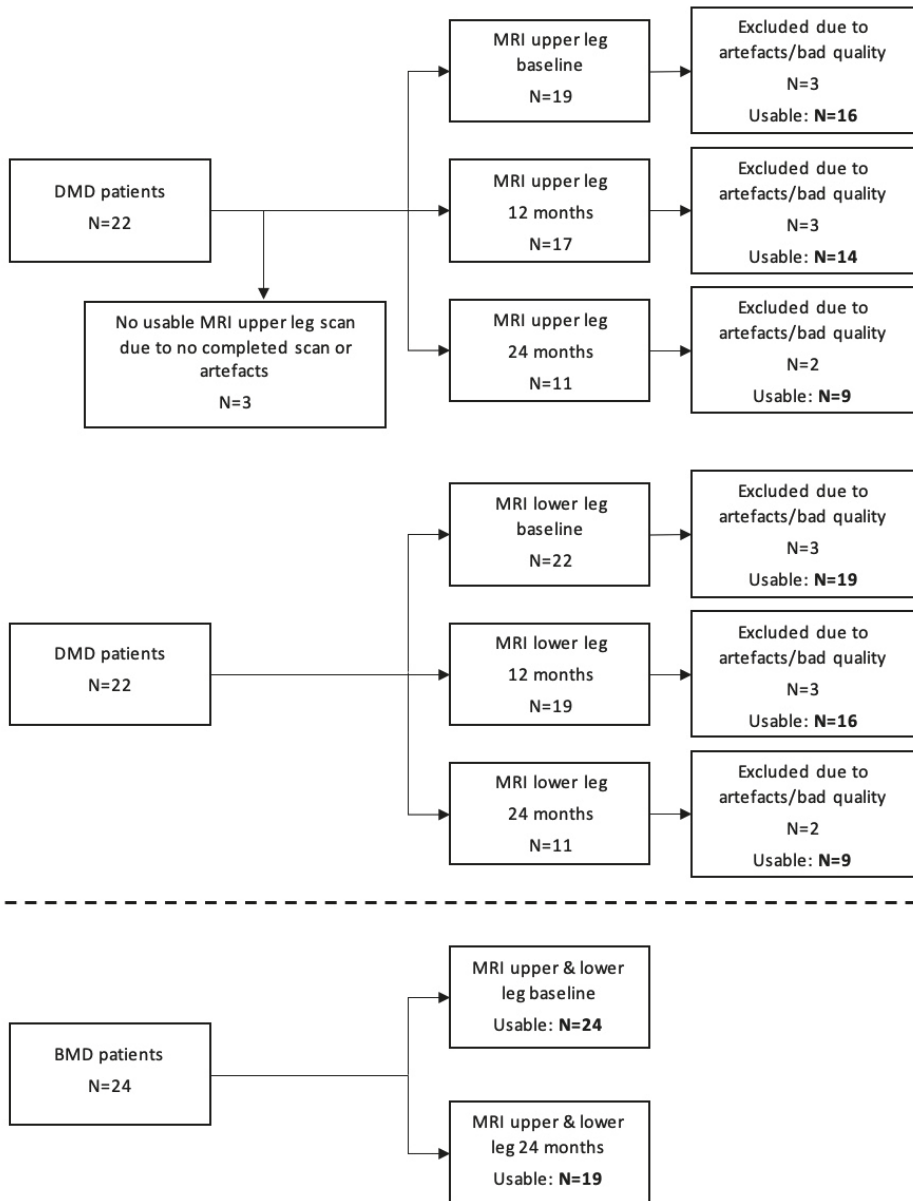 DMD patients
N=22
No usable MRI upper leg scan
due to no completed scan or
artefacts
N=3
MRI upper leg
baseline
N=19
Excluded due to
artefacts/bad quality
N=3
Usable: N=16
MRI upper leg
12 months
N=17
Excluded due to
artefacts/bad quality
N=3
Usable: N=14
MRI upper leg
24 months
N=11
Excluded due to
artefacts/bad quality
N=2
Usable: N=9
DMD patients
N=22
MRI lower leg
baseline
N=22
Excluded due to
artefacts/bad quality
N=3
Usable: N=19
MRI lower leg
12 months
N=19
Excluded due to
artefacts/bad quality
N=3
Usable: N=16
MRI lower leg
24 months
N=11
Excluded due to
artefacts/bad quality
N=2
Usable: N=9
BMD patients
N=24
MRI upper & lower
leg baseline
Usable: N=24
MRI upper & lower
leg 24 months
Usable: N=19